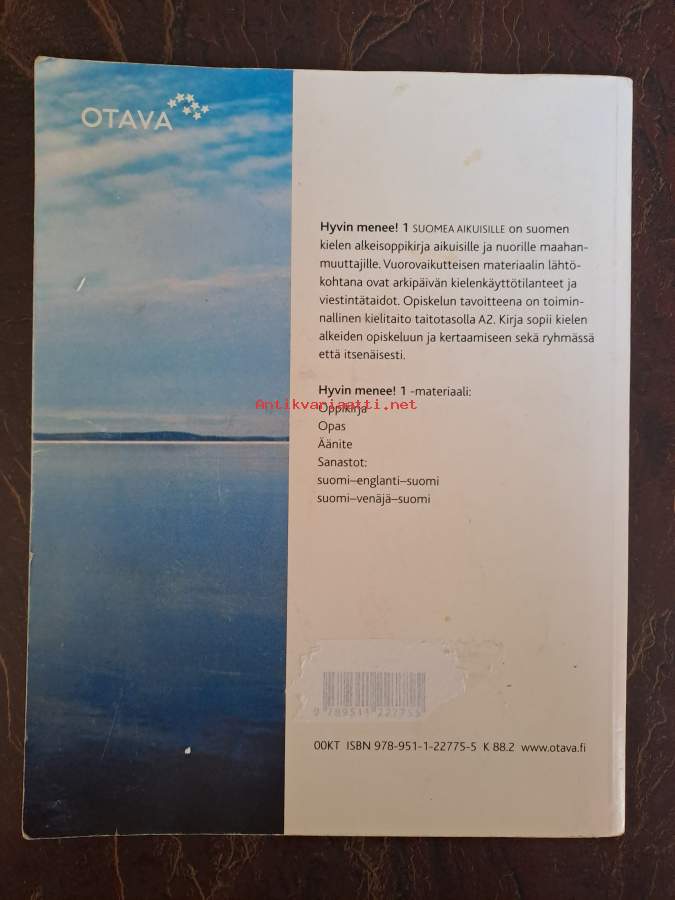 OTAVA
Hyvin menee! 1 SUOMEA AIKUISILLE on suomen
kielen alkeisoppikirja aikuisille ja nuorille maahan-
muuttajille. Vuorovaikutteisen materiaalin lähtö-
kohtana ovat arkipäivän kielenkäyttötilanteet ja
viestintätaidot. Opiskelun tavoitteena on toimin-
nallinen kielitaito taitotasolla A2. Kirja sopii kielen
alkeiden opiskeluun ja kertaamiseen sekä ryhmässä
että itsenäisesti.
Hyvin menee! 1 -materiaali:
Antikvariaatti.net
Oppikirja
Opas
Äänite
Sanastot:
suomi–englanti–suomi
suomi–venäjä–suomi
9 789511 227755
00KT ISBN 978-951-1-22775-5 K 88.2 www.otava.fi